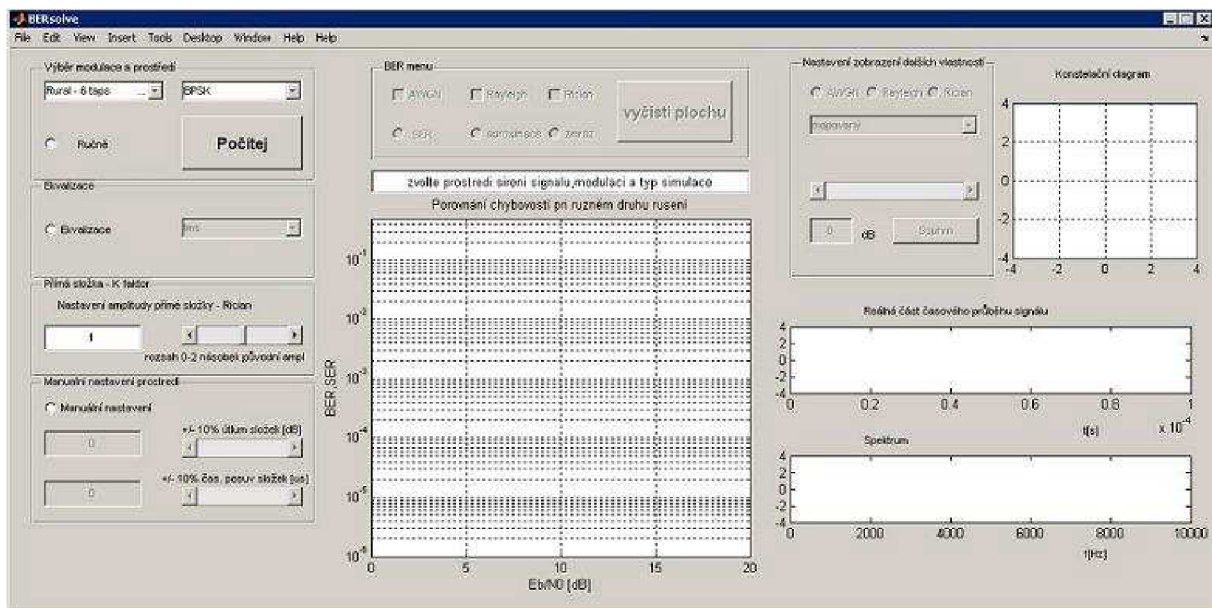 BERsolve
File Edit View Insert Tools Desktop Window Help Help
Výběr modulace a prostředí
Rural - 6 taps ...
BPSK
Ručně
Počítej
Ekvalizace
Ekvalizace
lms
Přímá složka - K faktor
Nastavení amplitudy přímé složky - Rician
1
rozsah 0-2 násobek původní ampl
Manuální nastavení prostredí
Manuální nastavení
0
+/- 10% útlum složek [dB]
0
+/- 10% čas. posuv složek [us]
BER menu
AWGN Rayleigh Rician
SER aproximace
vyčisti plochu
zvolte prostredi sireni signalu,modulaci a typ simulace
Porovnání chybovosti pri ruzném druhu rusení
BER,SER
10^-1
10^-2
10^-3
10^-4
10^-5
10^-6
0 5 10 15 20
Eb/N0 [dB]
Nastavení zobrazení dalších vlastností
AWGN Rayleigh Rician
mapovaný
0 dB
Konstelační diagram
4
2
0
-2
-4
-4 -2 0 2 4
Reálná část časového průběhu signálu
4
2
0
-2
-4
0 0.2 0.4 0.6 0.8 1
t[s] x 10^-4
Spektrum
4
2
0
-2
-4
0 2000 4000 6000 8000 10000
f[Hz]